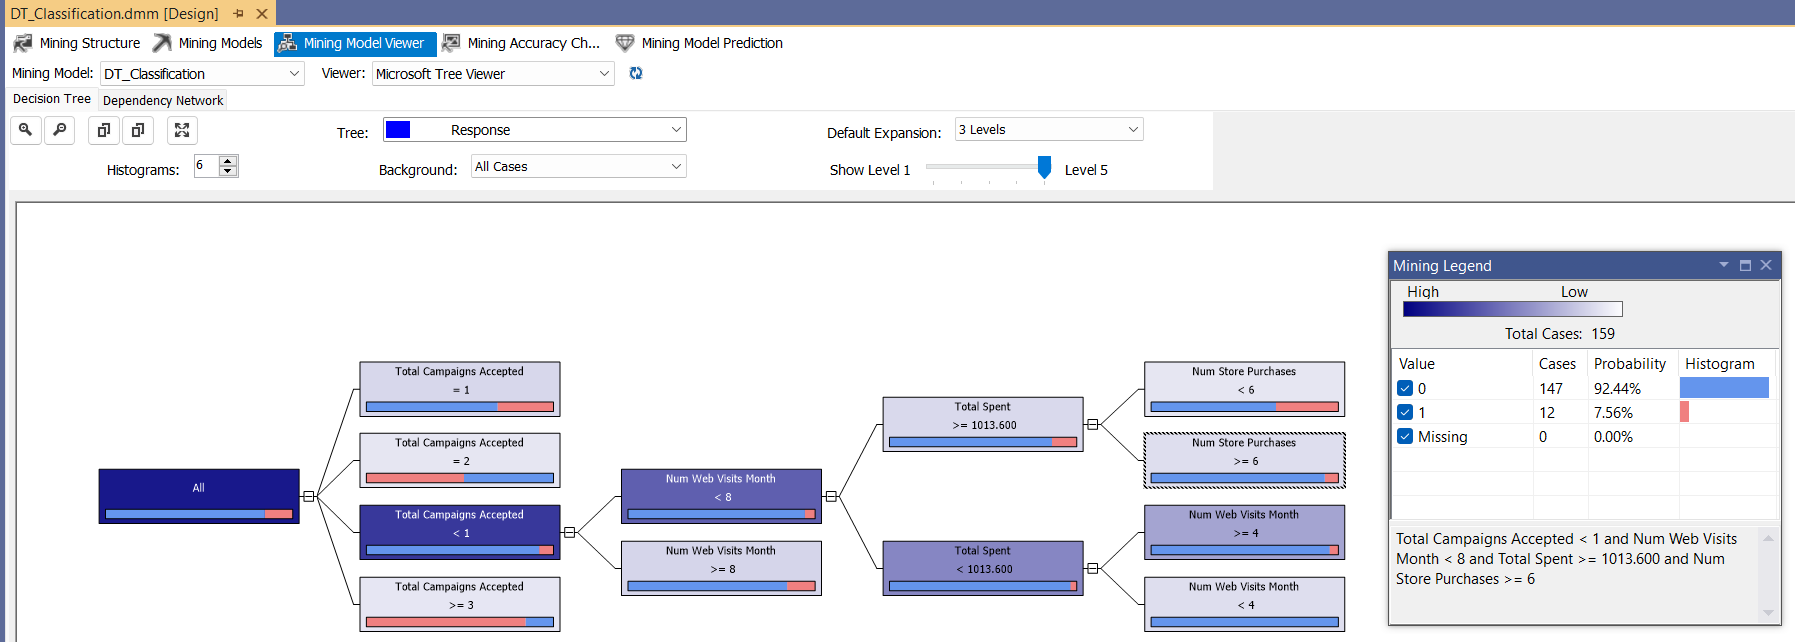 DT_Classification.dmm [Design]
Mining Structure Mining Models Mining Model Viewer Mining Accuracy Ch... Mining Model Prediction
Mining Model: DT_Classification Viewer: Microsoft Tree Viewer
Decision Tree Dependency Network
Tree: Response Default Expansion: 3 Levels
Histograms: 6 Background: All Cases Show Level 1 Level 5
All
Total Campaigns Accepted
= 1
Total Campaigns Accepted
= 2
Total Campaigns Accepted
< 1
Total Campaigns Accepted
>= 3
Num Web Visits Month
< 8
Num Web Visits Month
>= 8
Total Spent
>= 1013.600
Total Spent
< 1013.600
Num Store Purchases
< 6
Num Store Purchases
>= 6
Num Web Visits Month
>= 4
Num Web Visits Month
< 4
Mining Legend
High Low
Total Cases: 159
Value Cases Probability Histogram
0 147 92.44%
1 12 7.56%
Missing 0 0.00%
Total Campaigns Accepted < 1 and Num Web Visits
Month < 8 and Total Spent >= 1013.600 and Num
Store Purchases >= 6